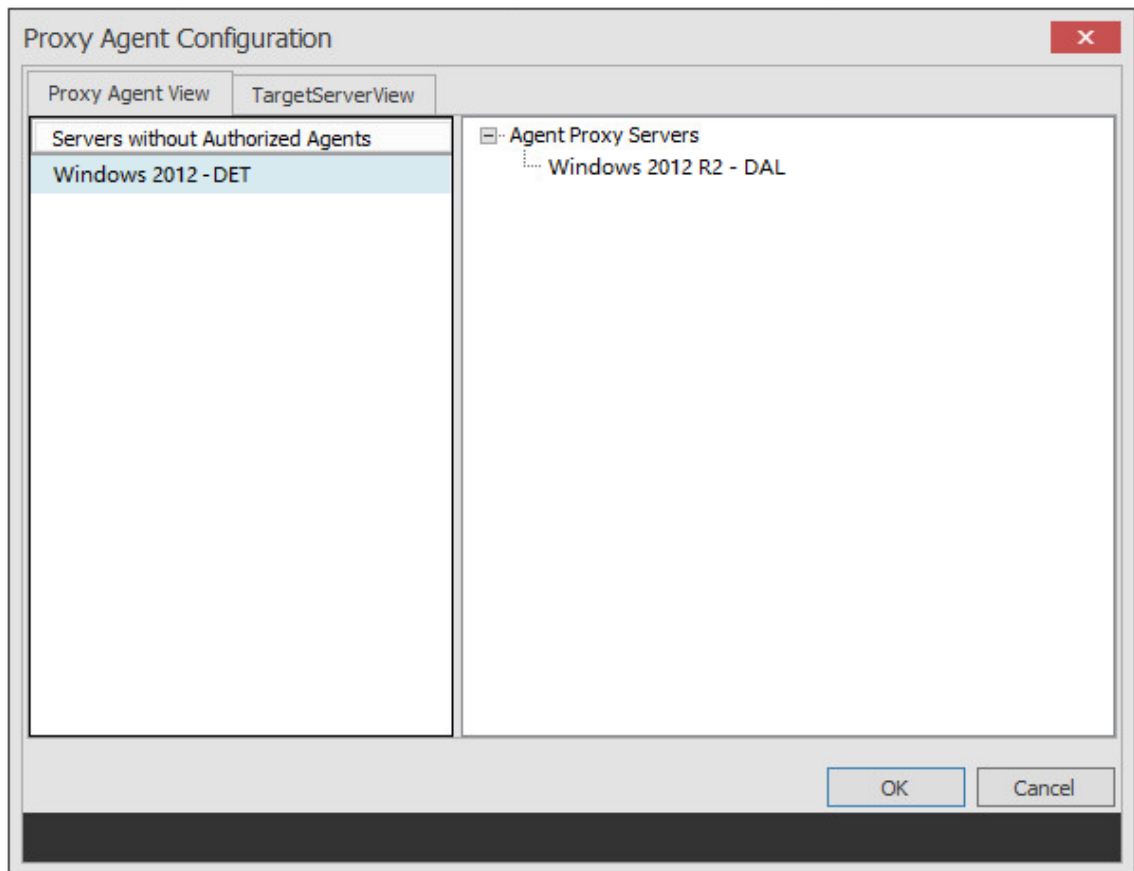 Proxy Agent Configuration
Proxy Agent View
TargetServerView
Servers without Authorized Agents
Windows 2012 - DET
Agent Proxy Servers
Windows 2012 R2 - DAL
OK
Cancel